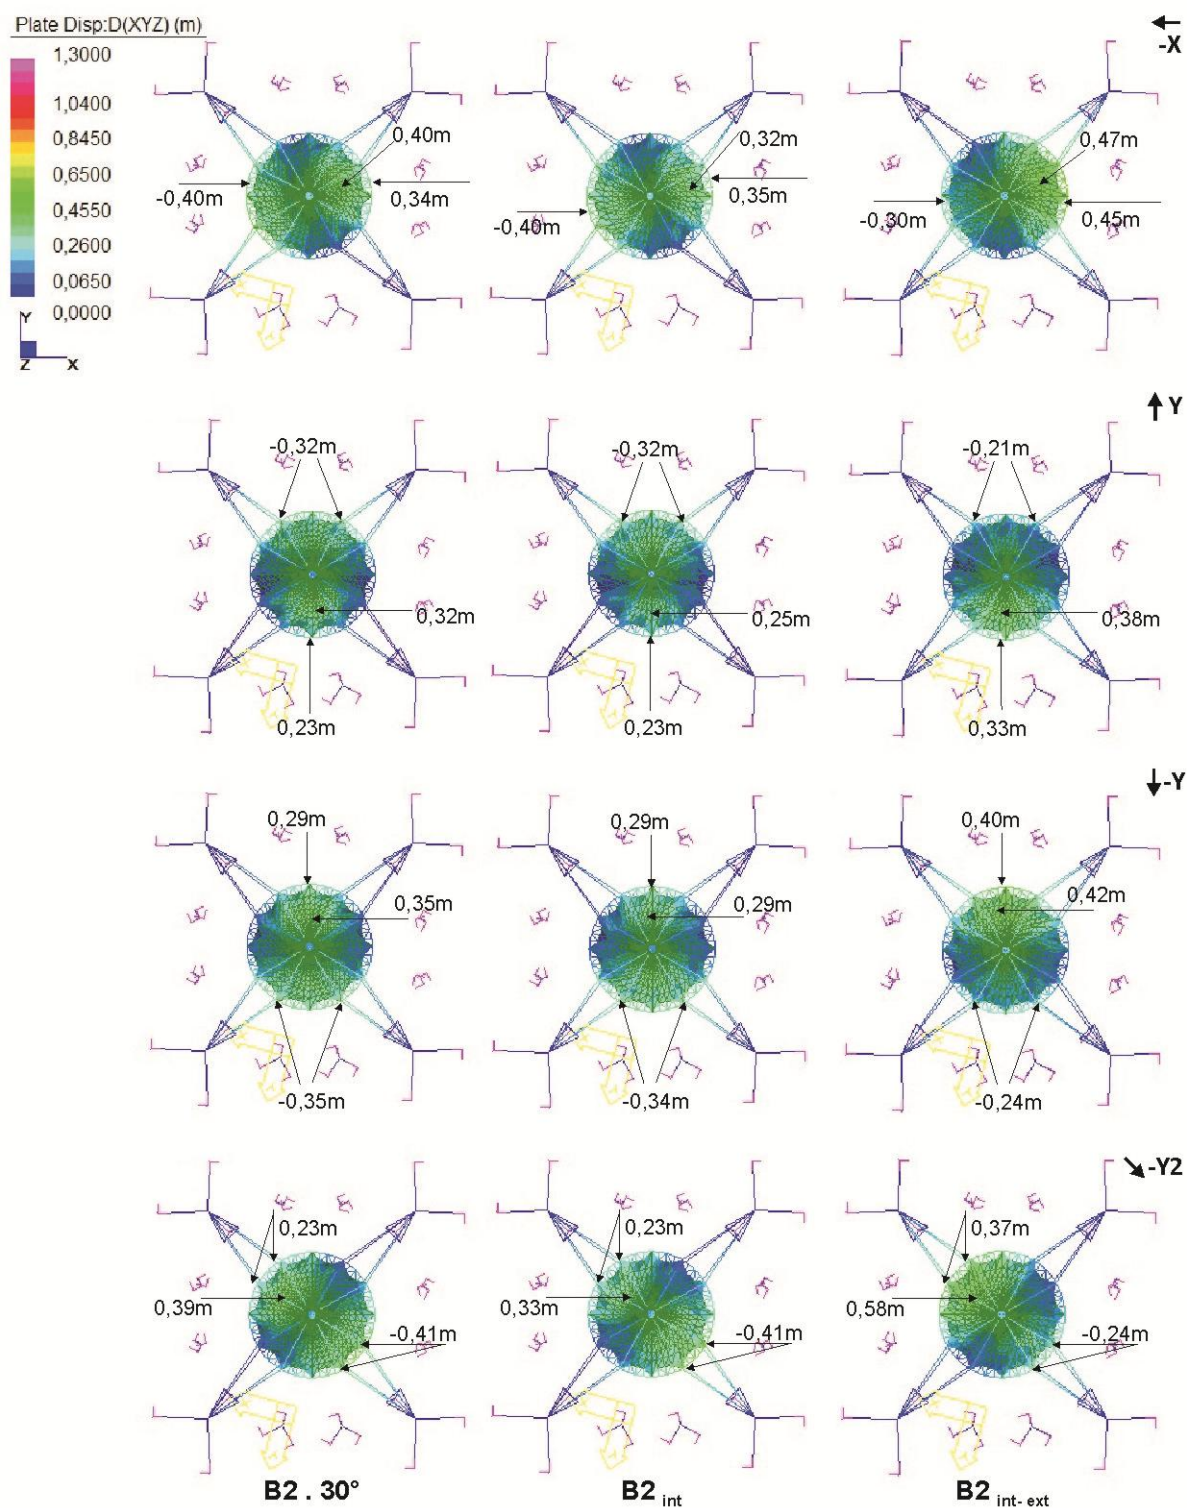 Plate Disp:D(XYZ) (m)
1,3000
1,0400
0,8450
0,6500
0,4550
0,2600
0,0650
0,0000
Y
Z X
-X
0,40m
-0,40m
0,34m
0,32m
-0,40m
0,35m
0,47m
-0,30m
0,45m
Y
-0,32m
0,32m
0,23m
-0,32m
0,25m
0,23m
-0,21m
0,38m
0,33m
-Y
0,29m
0,35m
-0,35m
0,29m
0,29m
-0,34m
0,40m
0,42m
-0,24m
-Y2
0,23m
0,39m
-0,41m
0,23m
0,33m
-0,41m
0,37m
0,58m
-0,24m
B2 . 30°
B2 int
B2 int- ext